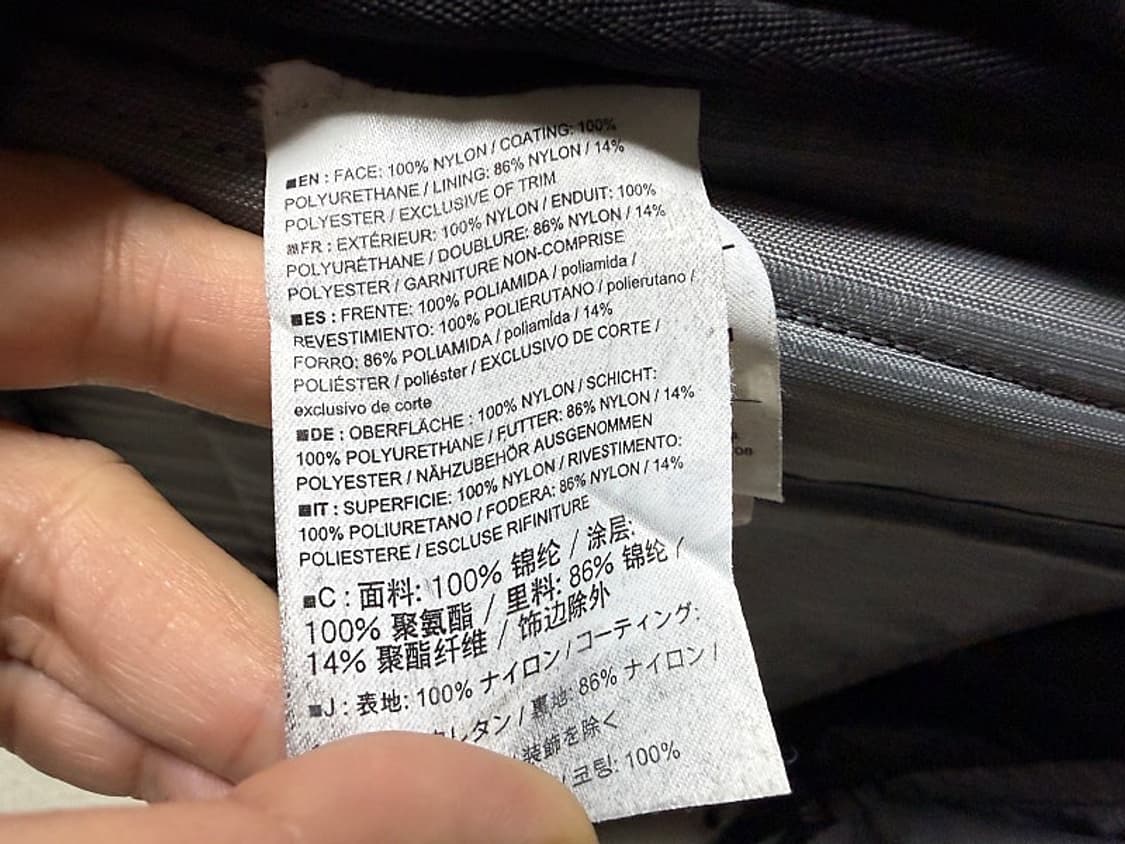 ■EN : FACE: 100% NYLON / COATING: 100%
POLYURETHANE / LINING: 86% NYLON / 14%
POLYESTER / EXCLUSIVE OF TRIM
■FR : EXTÉRIEUR: 100% NYLON / ENDUIT: 100%
POLYURÉTHANE / DOUBLURE: 86% NYLON / 14%
POLYESTER / GARNITURE NON-COMPRISE
■ES : FRENTE: 100% POLIAMIDA / poliamida /
REVESTIMIENTO: 100% POLIERUTANO / polierutano /
FORRO: 86% POLIAMIDA / poliamida / 14%
POLIÉSTER / poliéster / EXCLUSIVO DE CORTE /
exclusivo de corte
■DE : OBERFLÄCHE : 100% NYLON / SCHICHT:
100% POLYURETHANE / FUTTER: 86% NYLON / 14%
POLYESTER / NÄHZUBEHÖR AUSGENOMMEN
■IT : SUPERFICIE: 100% NYLON / RIVESTIMENTO:
100% POLIURETANO / FODERA: 86% NYLON / 14%
POLIESTERE / ESCLUSE RIFINITURE
■C : 面料: 100% 锦纶 / 涂层:
100% 聚氨酯 / 里料: 86% 锦纶 /
14% 聚酯纤维 / 饰边除外
■J : 表地: 100% ナイロン / コーティング:
レタン / 裏地: 86% ナイロン /
装飾を除く
/ 코팅: 100%